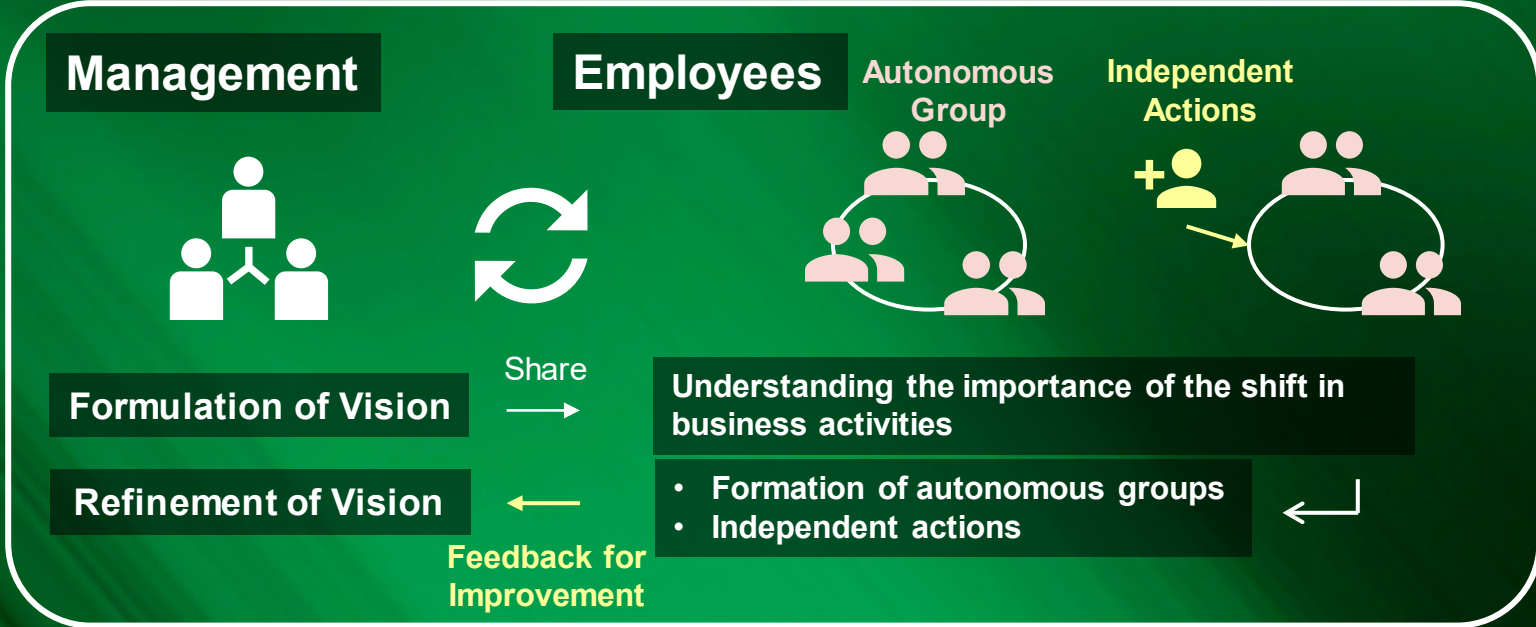 Management
Employees
Autonomous
Group
Independent
Actions
Formulation of Vision
Share
Understanding the importance of the shift in
business activities
Refinement of Vision
• Formation of autonomous groups
• Independent actions
Feedback for
Improvement